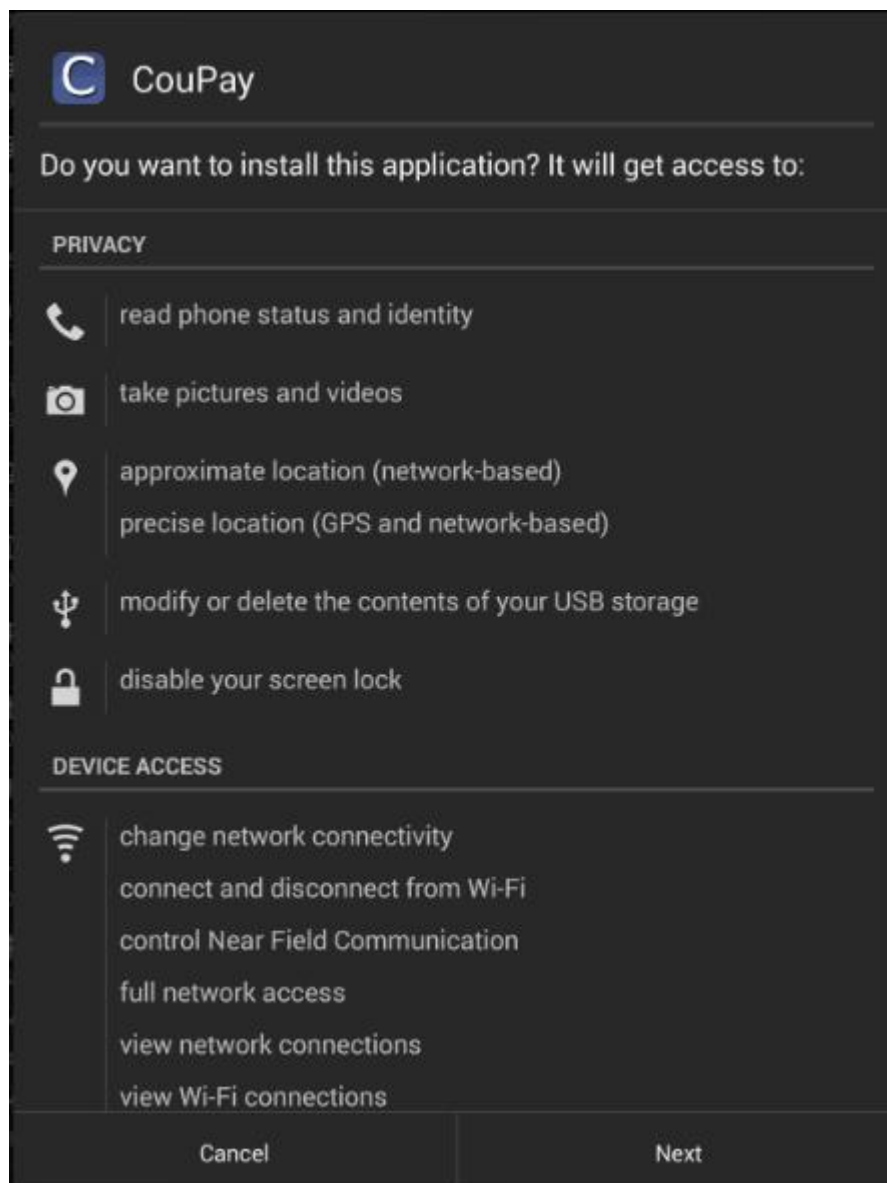 C CouPay
Do you want to install this application? It will get access to:
PRIVACY
read phone status and identity
take pictures and videos
approximate location (network-based)
precise location (GPS and network-based)
modify or delete the contents of your USB storage
disable your screen lock
DEVICE ACCESS
change network connectivity
connect and disconnect from Wi-Fi
control Near Field Communication
full network access
view network connections
view Wi-Fi connections
Cancel Next